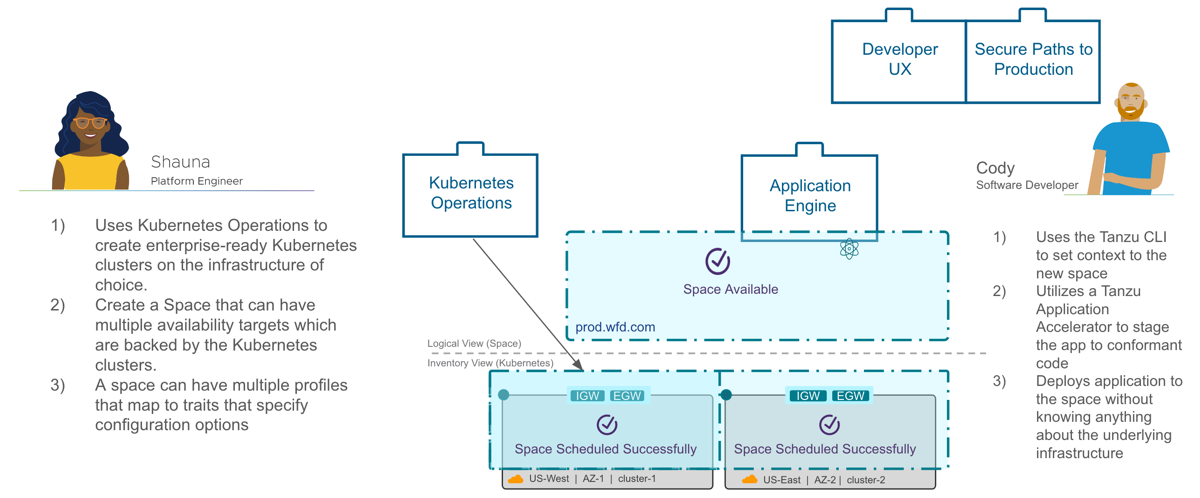 Developer
UX
Secure Paths to
Production
Shauna
Platform Engineer
1) Uses Kubernetes Operations to
create enterprise-ready Kubernetes
clusters on the infrastructure of
choice.
2) Create a Space that can have
multiple availability targets which
are backed by the Kubernetes
clusters.
3) A space can have multiple profiles
that map to traits that specify
configuration options
Kubernetes
Operations
Application
Engine
Space Available
prod.wfd.com
Logical View (Space)
Inventory View (Kubernetes)
IGW EGW
Space Scheduled Successfully
US-West | AZ-1 | cluster-1
IGW EGW
Space Scheduled Successfully
US-East | AZ-2 | cluster-2
Cody
Software Developer
1) Uses the Tanzu CLI
to set context to the
new space
2) Utilizes a Tanzu
Application
Accelerator to stage
the app to conformant
code
3) Deploys application to
the space without
knowing anything
about the underlying
infrastructure